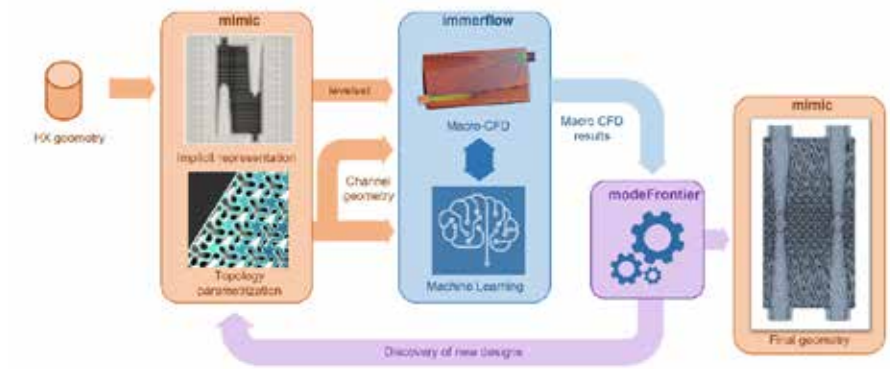 mimic
immerflow
HX geometry
Implicit representation
levelset
Macro-CFD
Macro CFD
results
mimic
Channel
geometry
modeFrontier
Topology
parametrization
Machine Learning
Final geometry
Discovery of new designs